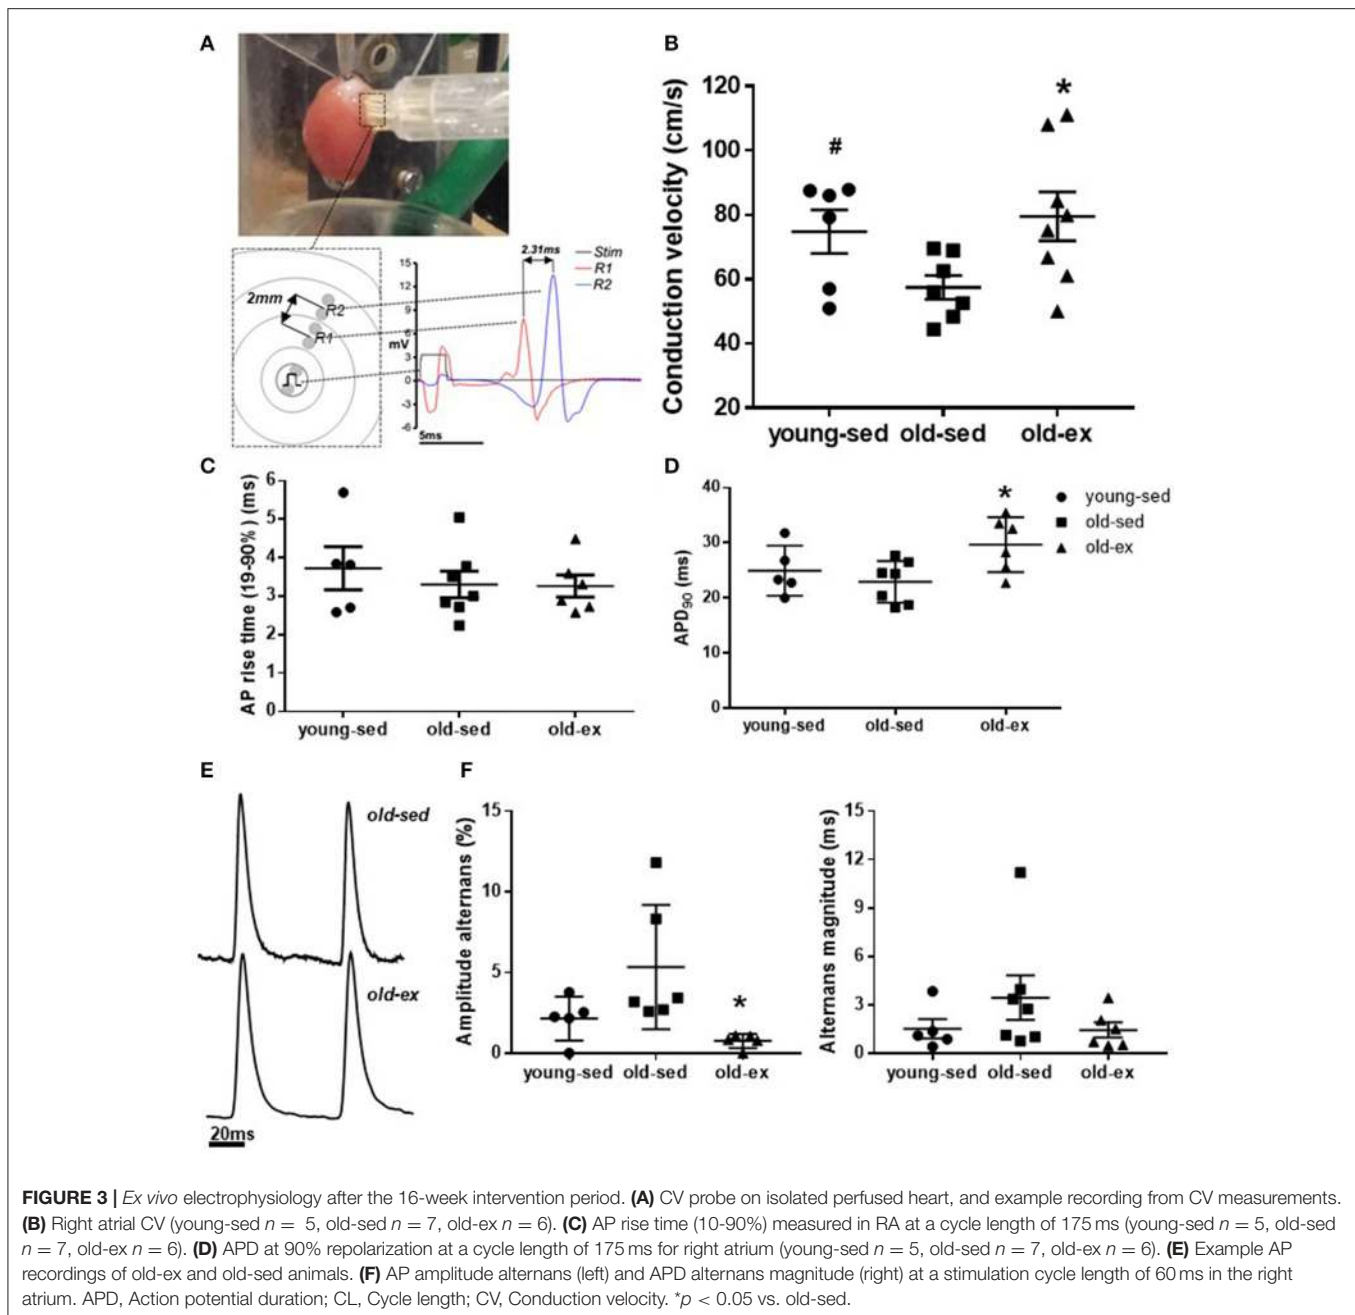 A
2.31ms
Stim
R1
R2
15
12
9
6
mV
3
0
-3
-6
5ms
2mm
R2
R1
B
Conduction velocity (cm/s)
120
100
80
60
40
20
#
*
young-sed old-sed old-ex
C
AP rise time (19-90% ) (ms)
6
5
4
3
2
1
0
young-sed old-sed old-ex
D
APD90 (ms)
40
30
20
10
0
*
young-sed old-sed old-ex
young-sed
old-sed
old-ex
E
old-sed
old-ex
20ms
F
Amplitude alternans (%)
15
10
5
0
*
young-sed old-sed old-ex
Alternans magnitude (ms)
15
12
9
6
3
0
young-sed old-sed old-ex
FIGURE 3 | Ex vivo electrophysiology after the 16-week intervention period. (A) CV probe on isolated perfused heart, and example recording from CV measurements.
(B) Right atrial CV (young-sed n = 5, old-sed n = 7, old-ex n = 6). (C) AP rise time (10-90%) measured in RA at a cycle length of 175 ms (young-sed n = 5, old-sed
n = 7, old-ex n = 6). (D) APD at 90% repolarization at a cycle length of 175 ms for right atrium (young-sed n = 5, old-sed n = 7, old-ex n = 6). (E) Example AP
recordings of old-ex and old-sed animals. (F) AP amplitude alternans (left) and APD alternans magnitude (right) at a stimulation cycle length of 60 ms in the right
atrium. APD, Action potential duration; CL, Cycle length; CV, Conduction velocity. *p < 0.05 vs. old-sed.